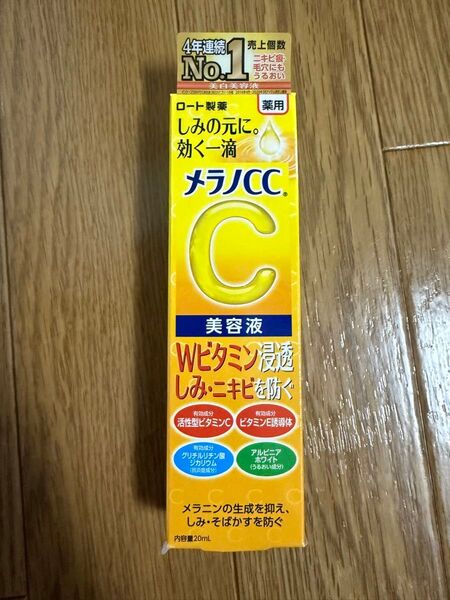 4年連続
No.1
売上個数
ニキビ痕・
毛穴にも
うるおい
美白美容液
ロート製薬
薬用
しみの元に。
効く一滴
メラノCC®
C
美容液
Wビタミン浸透
しみ・ニキビを防ぐ
有効成分
活性型ビタミンC
有効成分
ビタミンE誘導体
有効成分
グリチルリチン酸
ジカリウム
(抗炎症成分)
アルピニア
ホワイト
(うるおい成分)
メラニンの生成を抑え、
しみ・そばかすを防ぐ
内容量20mL